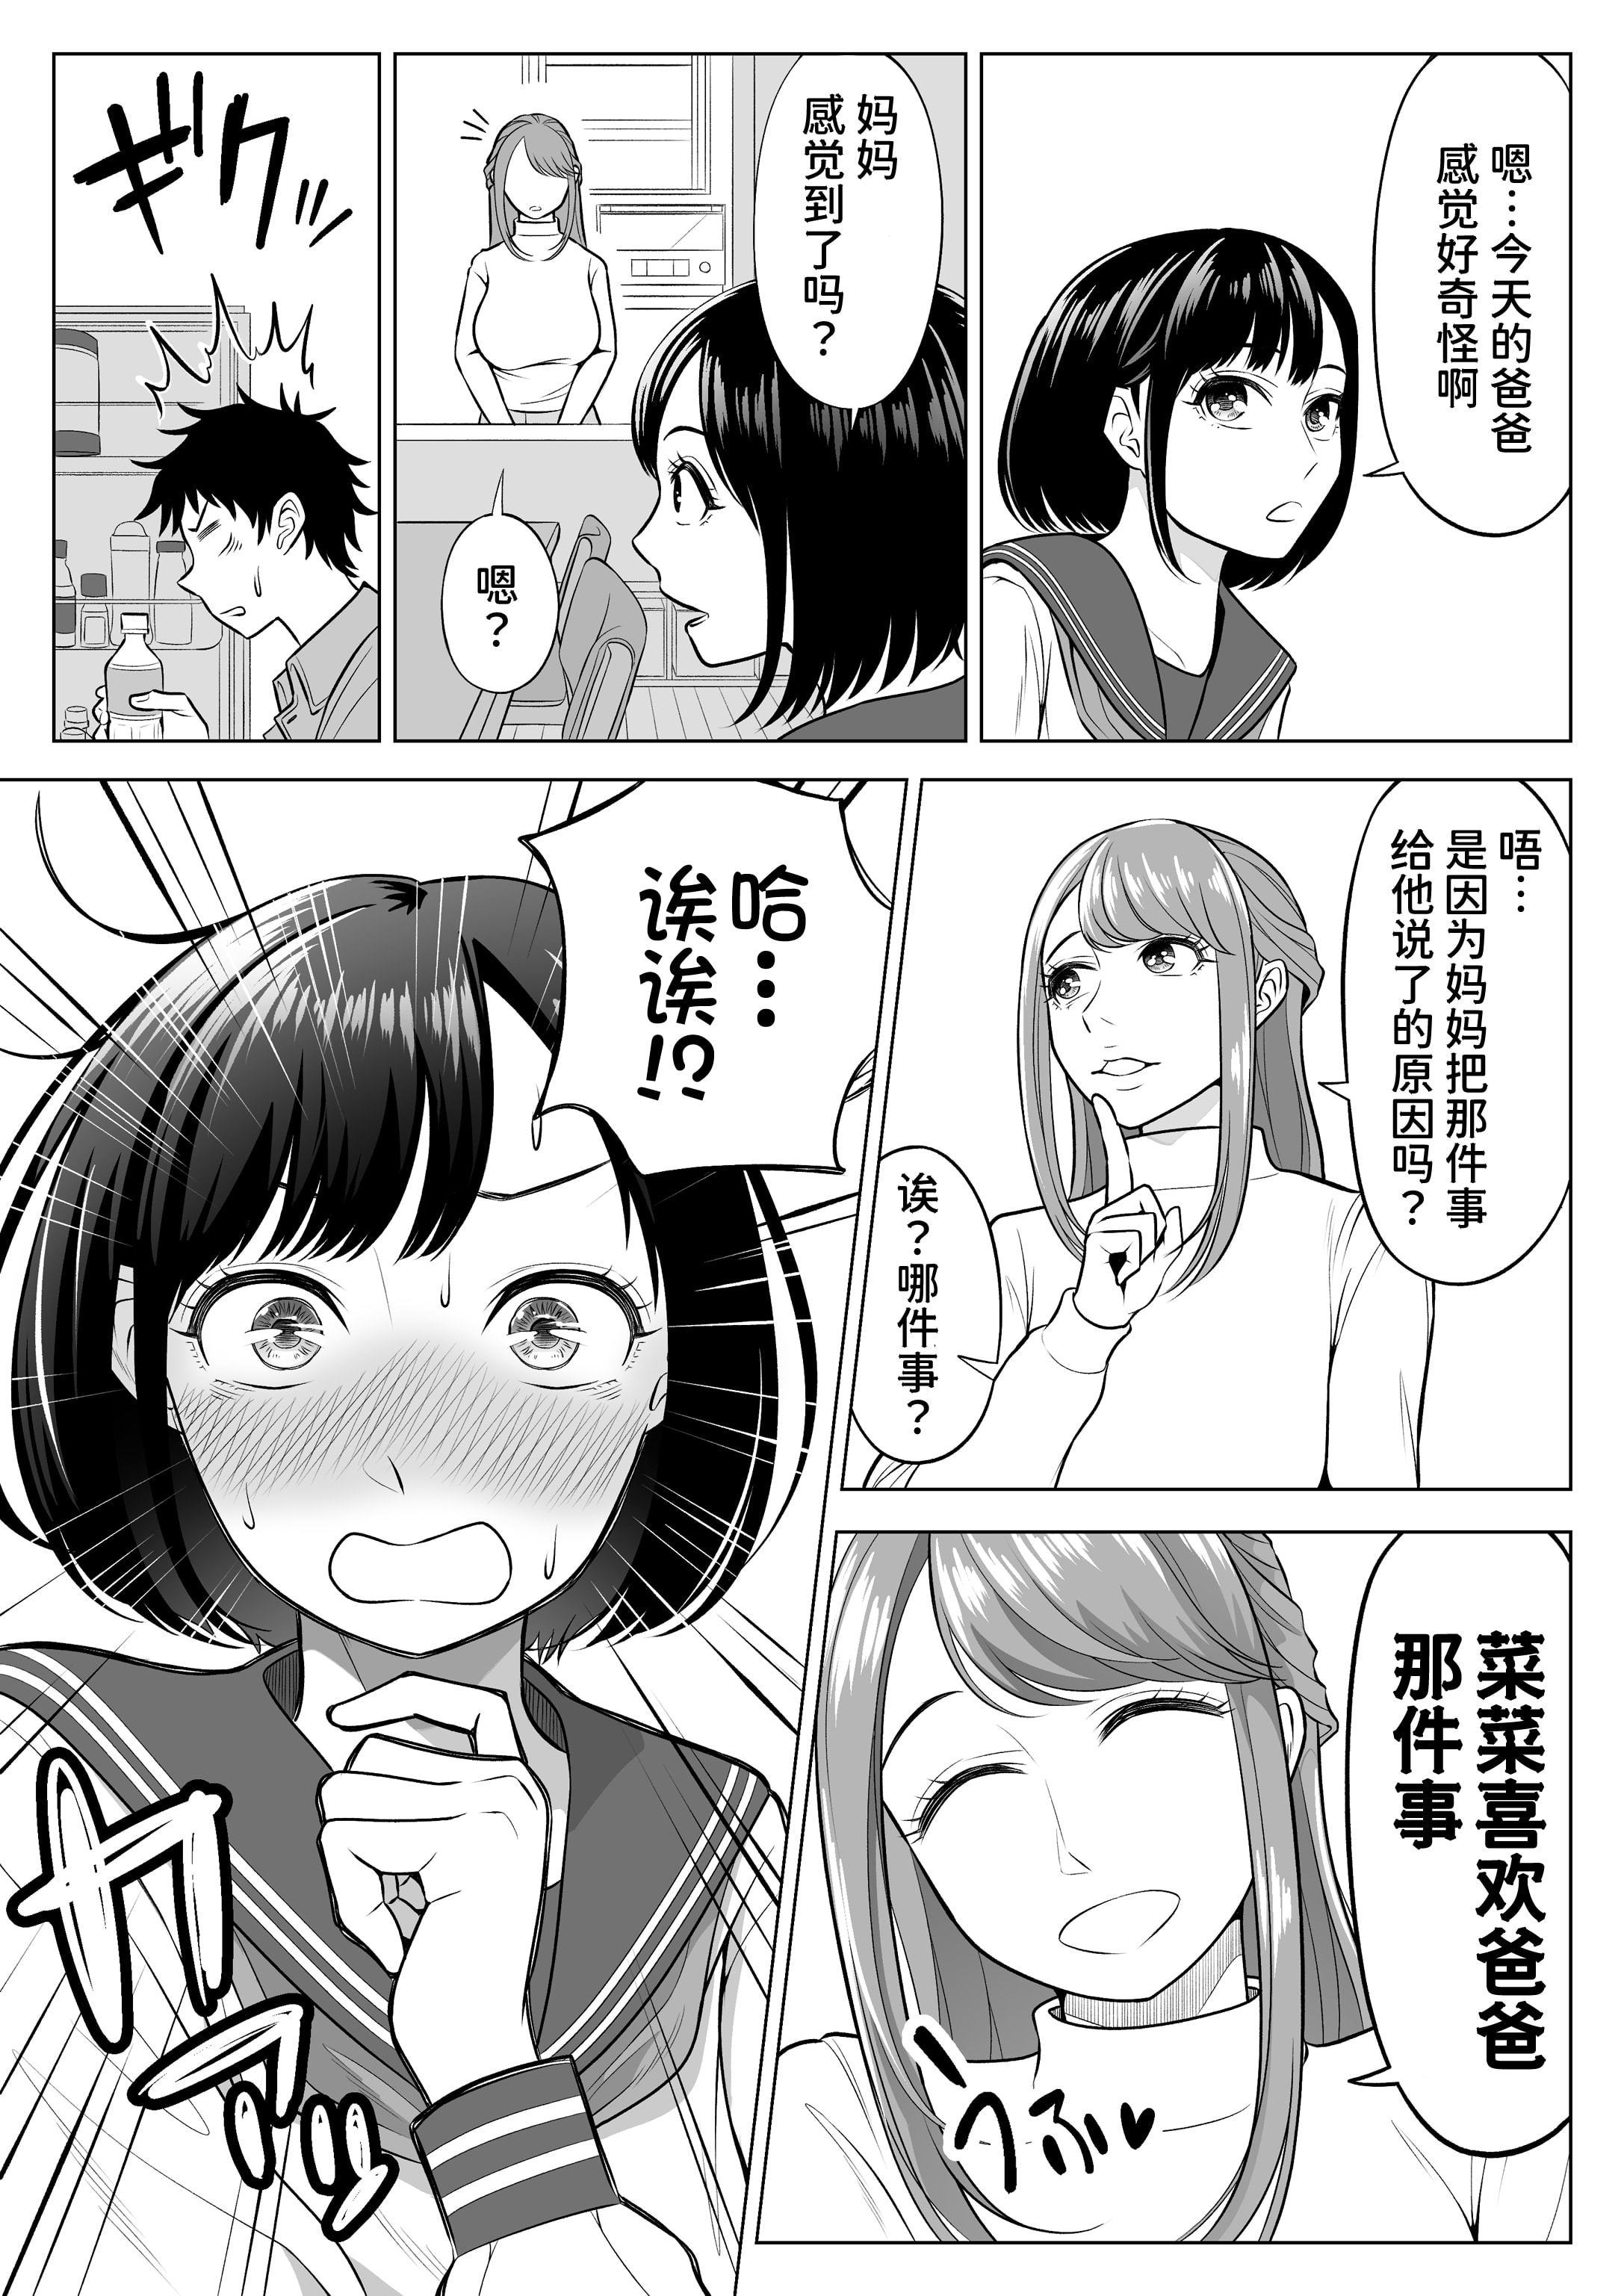 嗯…今天的爸爸
感觉好奇怪啊
妈妈
感觉到了吗？
嗯？
ギクッ
唔…
是因为妈妈把那件事
给他说了的原因吗？
诶？哪件事？
菜菜喜欢爸爸
那件事
うふ♥
哈…
诶诶!?
カァ